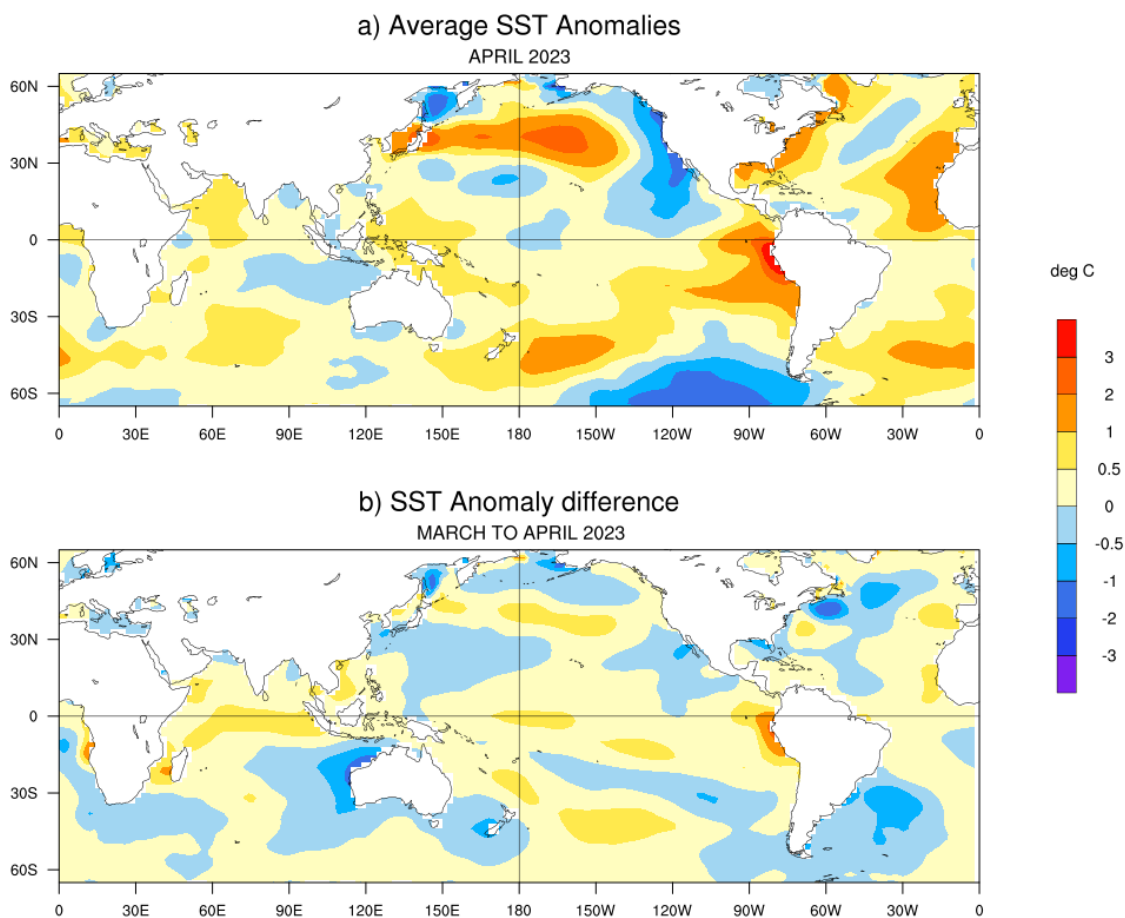 a) Average SST Anomalies
APRIL 2023
60N
30N
0
30S
60S
0 30E 60E 90E 120E 150E 180 150W 120W 90W 60W 30W 0
deg C
3
2
1
0.5
0
-0.5
-1
-2
-3
b) SST Anomaly difference
MARCH TO APRIL 2023
60N
30N
0
30S
60S
0 30E 60E 90E 120E 150E 180 150W 120W 90W 60W 30W 0